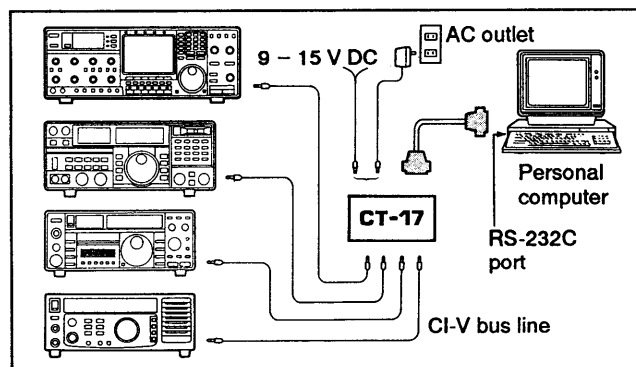 9 – 15 V DC
AC outlet
Personal
computer
CT-17
RS-232C
port
CI-V bus line